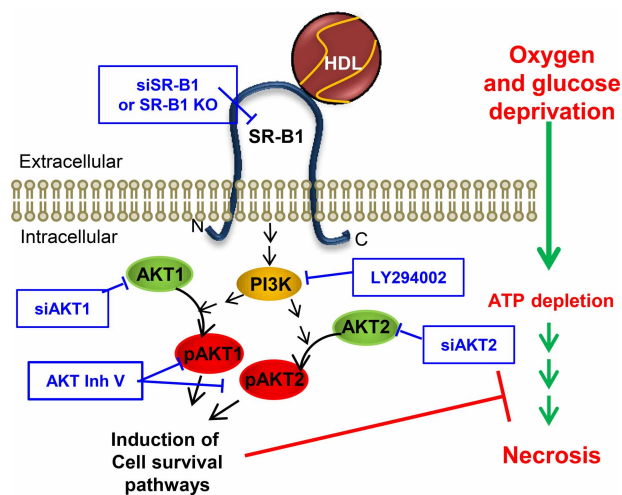 HDL
Oxygen
and glucose
deprivation
siSR-B1
or SR-B1 KO
SR-B1
Extracellular
Intracellular
N
C
AKT1
PI3K
LY294002
siAKT1
ATP depletion
AKT2
siAKT2
pAKT1
pAKT2
AKT Inh V
Induction of
Cell survival
pathways
Necrosis